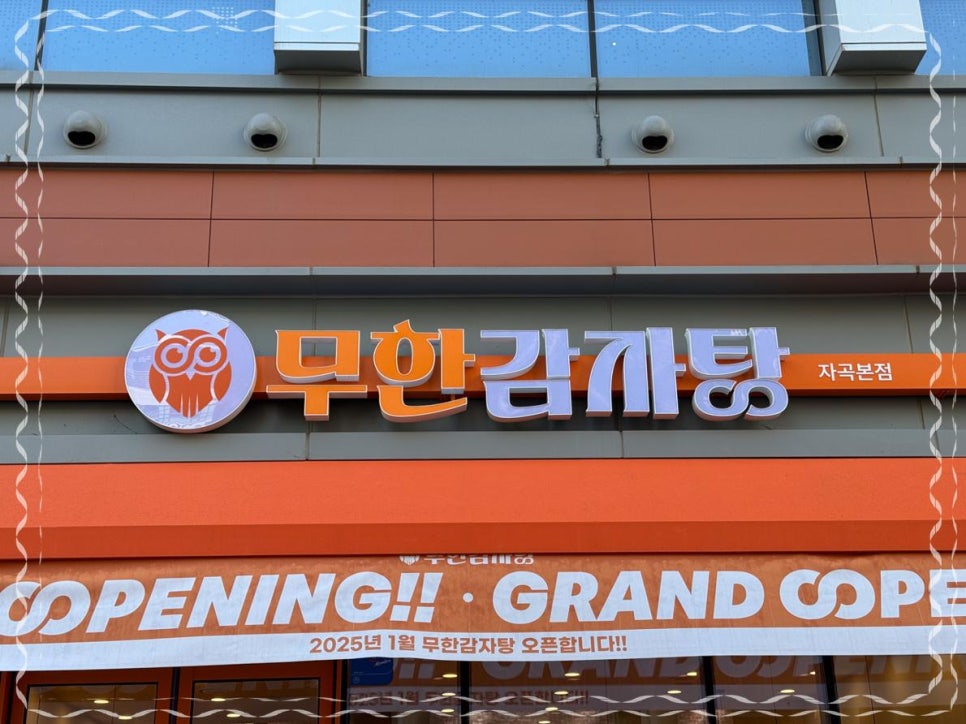 무한감자탕 자곡본점
무한감자탕
OPENING!! · GRAND OPE
2025년 1월 무한감자탕 오픈합니다!!